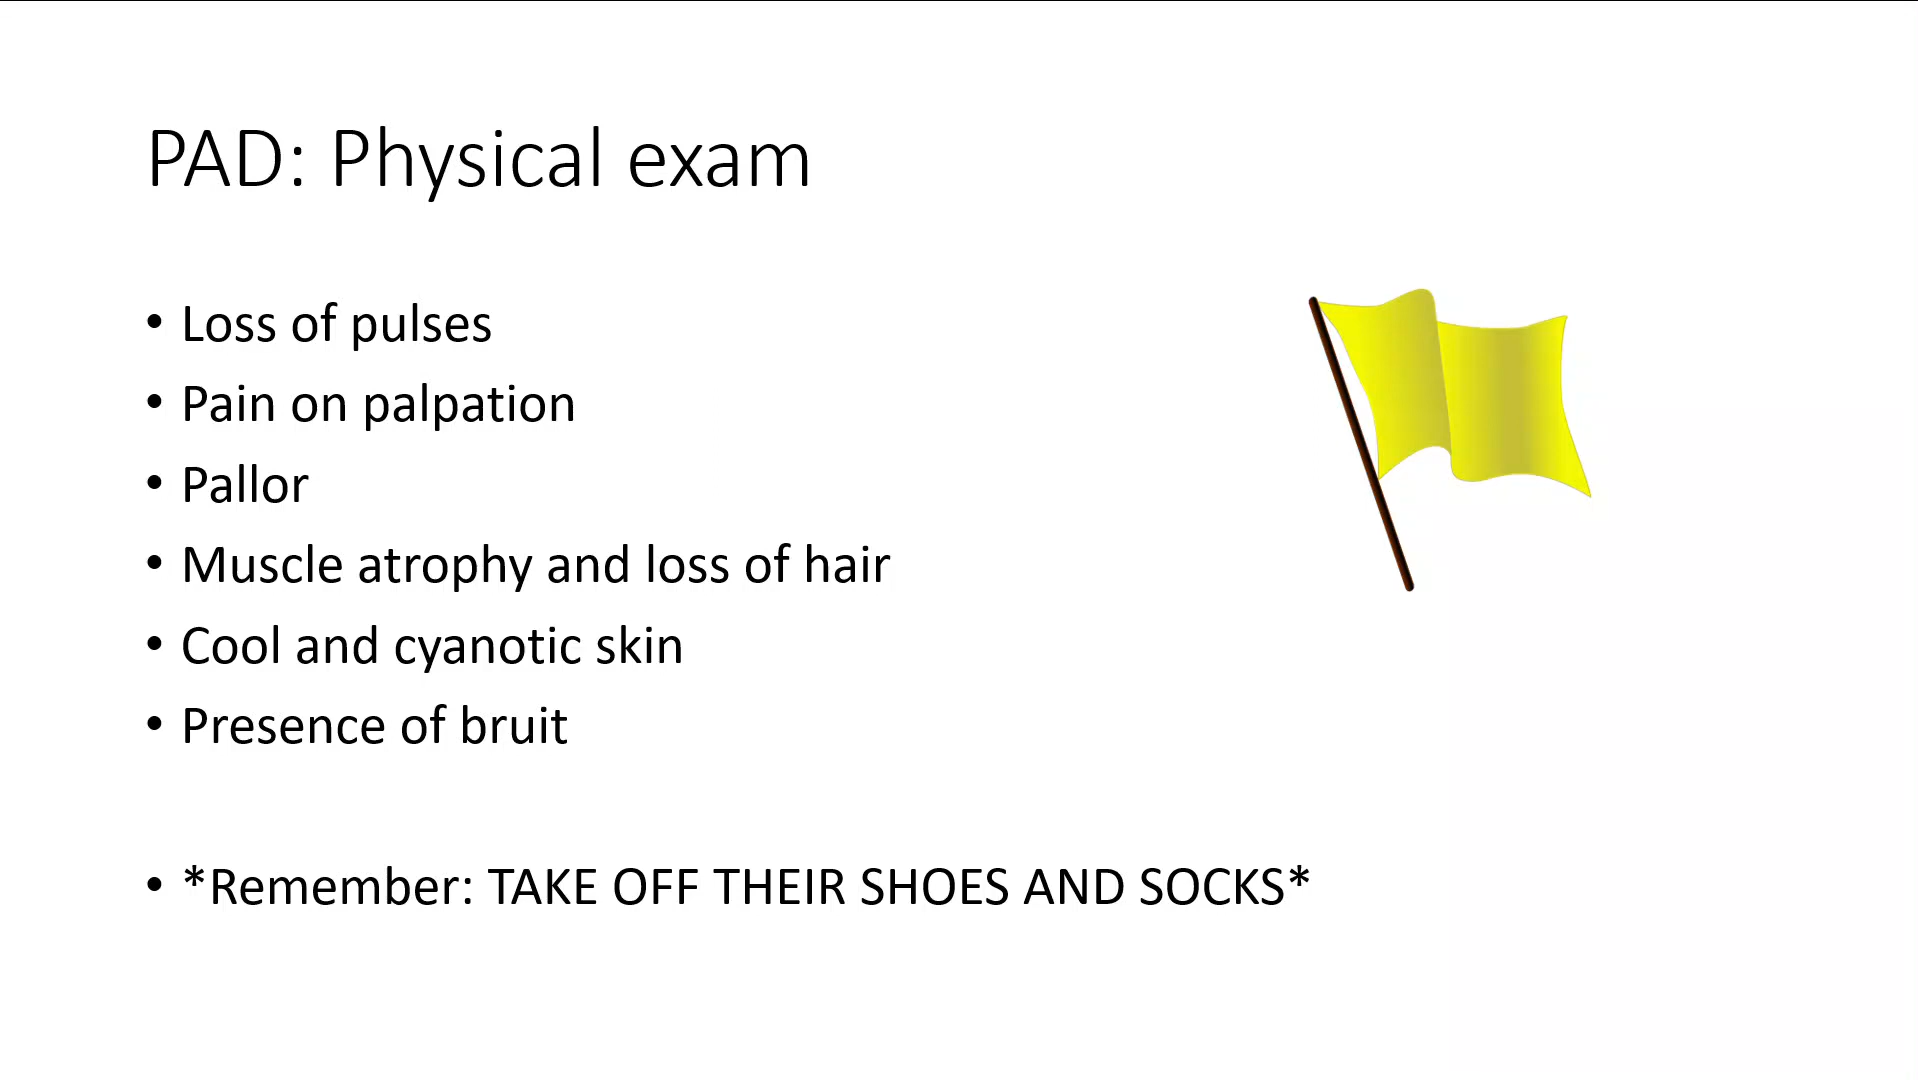 PAD: Physical exam
• Loss of pulses
• Pain on palpation
• Pallor
• Muscle atrophy and loss of hair
• Cool and cyanotic skin
• Presence of bruit
• *Remember: TAKE OFF THEIR SHOES AND SOCKS*